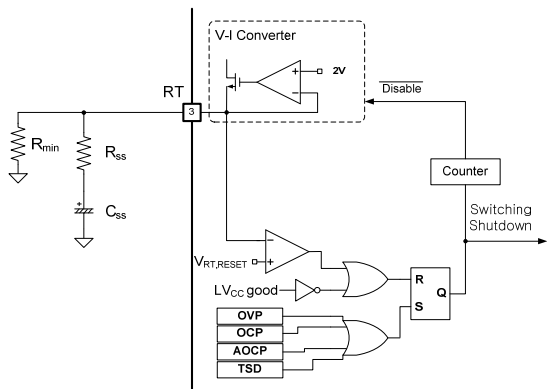 V-I Converter
+
2V
−
RT
3
Disable
Rmin
Rss
+
Css
Counter
Switching
Shutdown
−
VRT,RESET
+
LVCC good
R
Q
S
OVP
OCP
AOCP
TSD